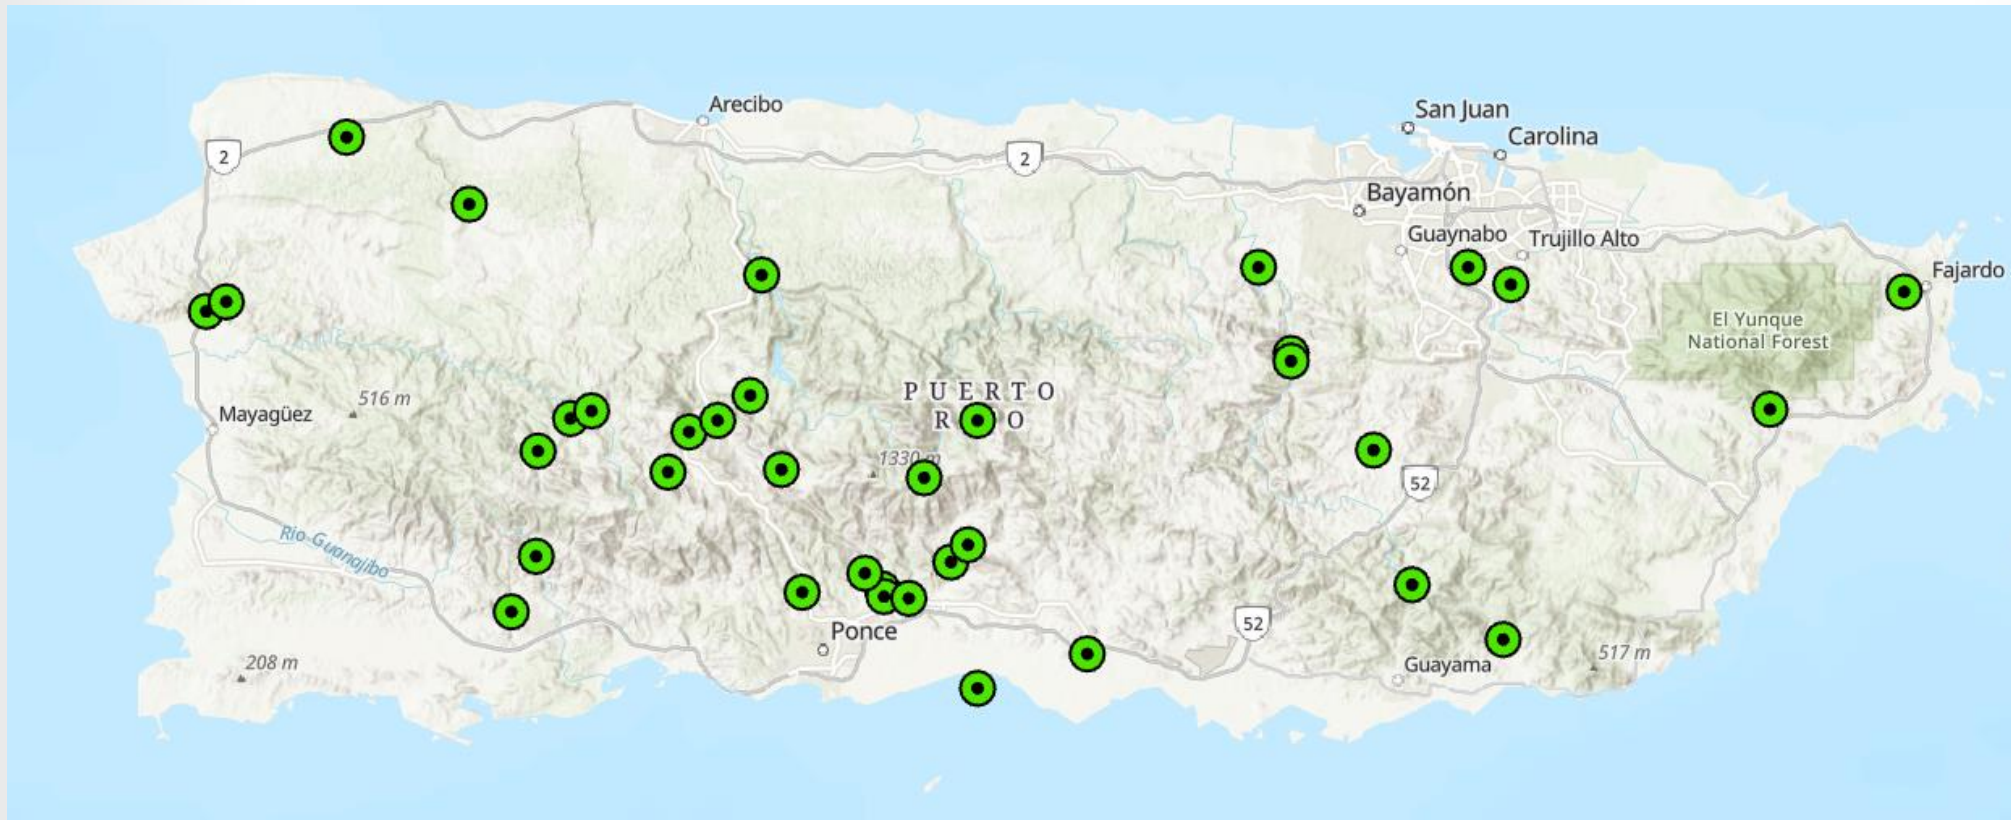 Arecibo
San Juan
Carolina
2
2
Bayamón
Guaynabo
Trujillo Alto
Fajardo
El Yunque
National Forest
PUERTO
R O
516 m
Mayagüez
1330 m
52
Río Guanajibo
52
Ponce
208 m
Guayama
517 m